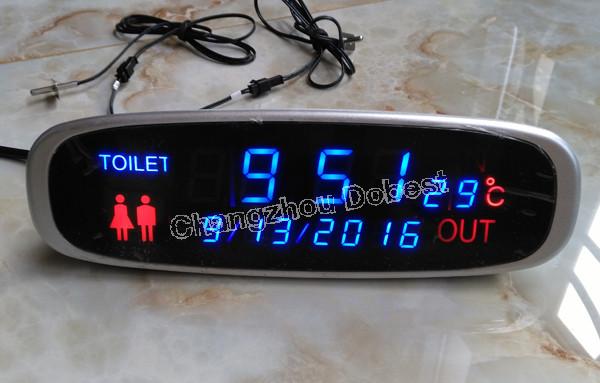 TOILET
9 51
29°C
Changzhou Dobest
9/13/2016
OUT